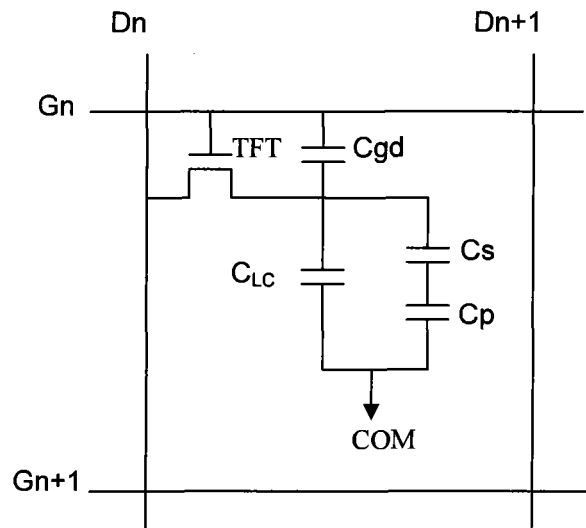 Dn
Dn+1
Gn
TFT
Cgd
CLC
Cs
Cp
COM
Gn+1